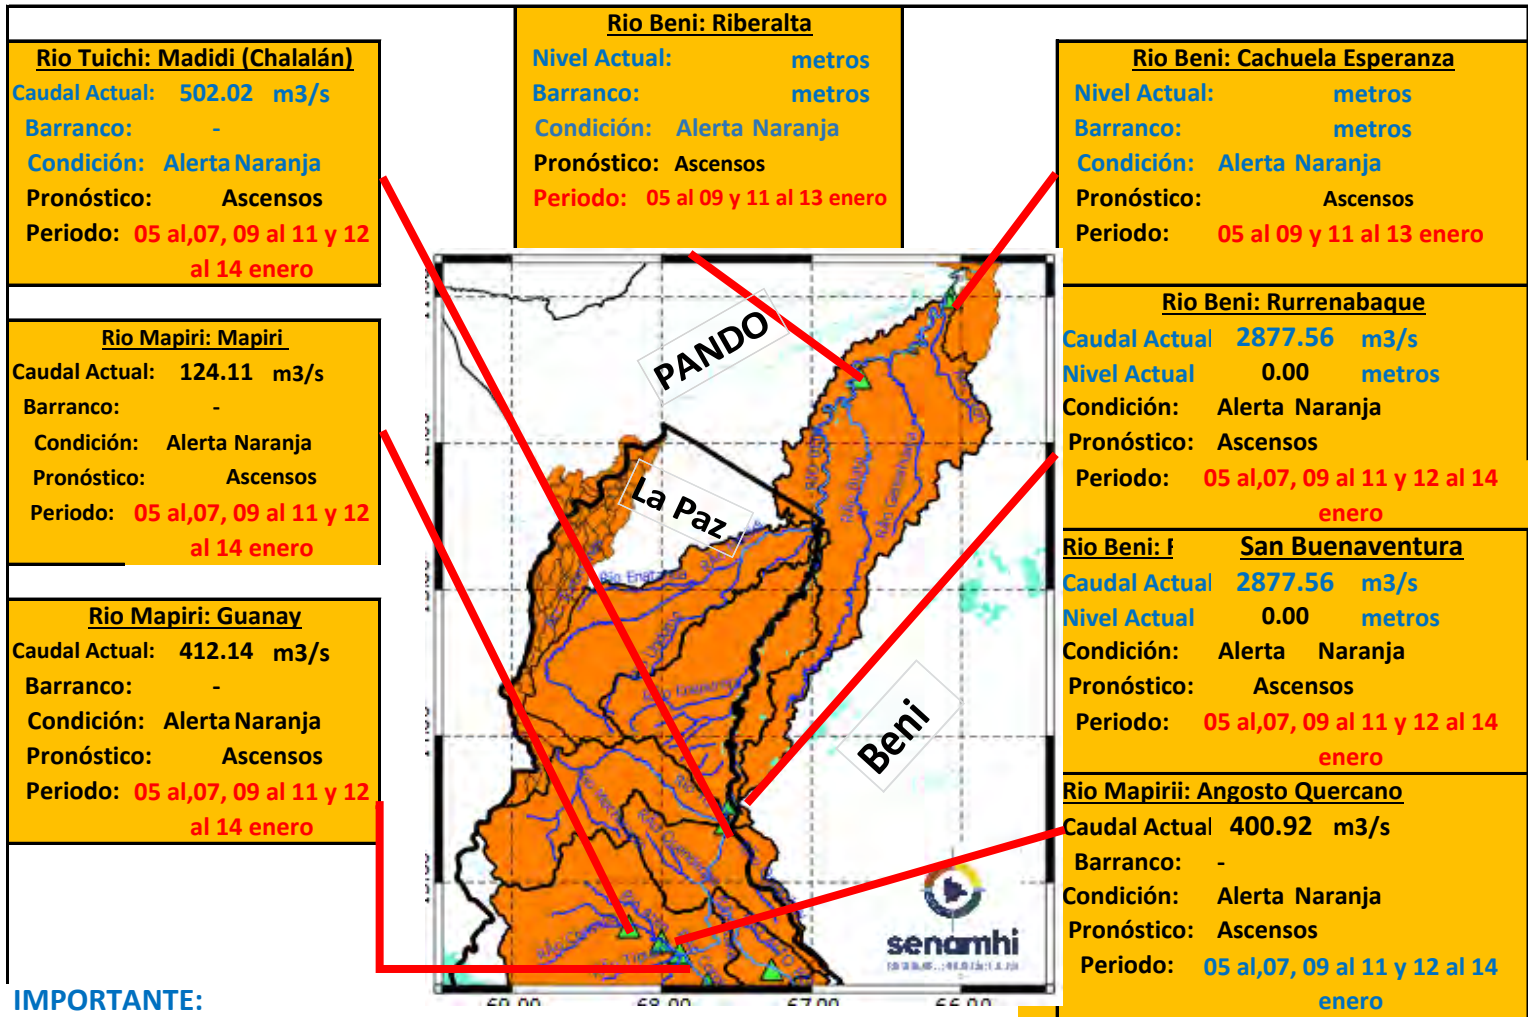 Rio Beni: Riberalta
Nivel Actual: metros
Barranco: metros
Condición: Alerta Naranja
Pronóstico: Ascensos
Periodo: 05 al 09 y 11 al 13 enero
Rio Tuichi: Madidi (Chalalán)
Caudal Actual: 502.02 m3/s
Barranco: -
Condición: Alerta Naranja
Pronóstico: Ascensos
Periodo: 05 al,07, 09 al 11 y 12
al 14 enero
Rio Mapiri: Mapiri
Caudal Actual: 124.11 m3/s
Barranco: -
Condición: Alerta Naranja
Pronóstico: Ascensos
Periodo: 05 al,07, 09 al 11 y 12
al 14 enero
Rio Mapiri: Guanay
Caudal Actual: 412.14 m3/s
Barranco: -
Condición: Alerta Naranja
Pronóstico: Ascensos
Periodo: 05 al,07, 09 al 11 y 12
al 14 enero
Rio Beni: Cachuela Esperanza
Nivel Actual: metros
Barranco: metros
Condición: Alerta Naranja
Pronóstico: Ascensos
Periodo: 05 al 09 y 11 al 13 enero
Rio Beni: Rurrenabaque
Caudal Actual 2877.56 m3/s
Nivel Actual 0.00 metros
Condición: Alerta Naranja
Pronóstico: Ascensos
Periodo: 05 al,07, 09 al 11 y 12 al 14
enero
Rio Beni: San Buenaventura
Caudal Actual 2877.56 m3/s
Nivel Actual 0.00 metros
Condición: Alerta Naranja
Pronóstico: Ascensos
Periodo: 05 al,07, 09 al 11 y 12 al 14
enero
Rio Mapirii: Angosto Quercano
Caudal Actual 400.92 m3/s
Barranco: -
Condición: Alerta Naranja
Pronóstico: Ascensos
Periodo: 05 al,07, 09 al 11 y 12 al 14
enero
PANDO
La Paz
Beni
senamhi
69.00 68.00 67.00 66.00
IMPORTANTE: